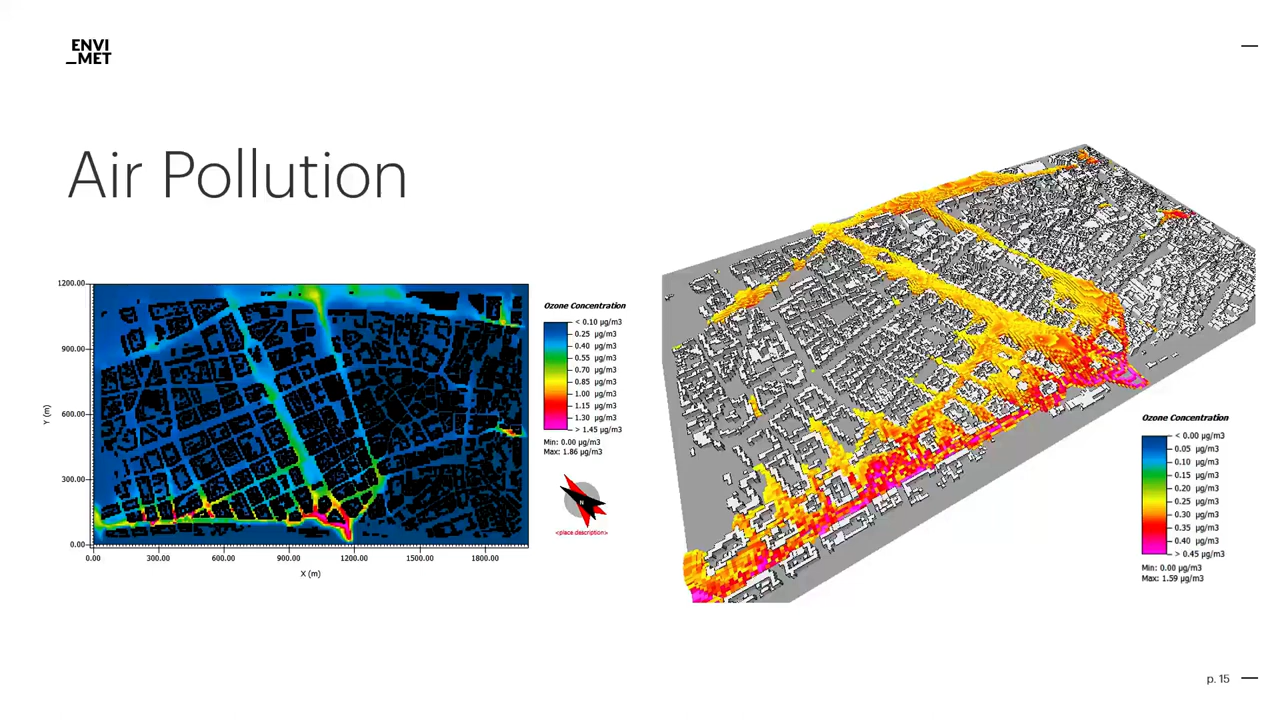 ENVI
_MET
Air Pollution
1200.00
900.00
600.00
300.00
0.00
Y (m)
0.00 300.00 600.00 900.00 1200.00 1500.00 1800.00
X (m)
Ozone Concentration
< 0.10 µg/m3
0.25 µg/m3
0.40 µg/m3
0.55 µg/m3
0.70 µg/m3
0.85 µg/m3
1.00 µg/m3
1.15 µg/m3
1.30 µg/m3
> 1.45 µg/m3
Min: 0.00 µg/m3
Max: 1.86 µg/m3
N
<place description>
Ozone Concentration
< 0.00 µg/m3
0.05 µg/m3
0.10 µg/m3
0.15 µg/m3
0.20 µg/m3
0.25 µg/m3
0.30 µg/m3
0.35 µg/m3
0.40 µg/m3
> 0.45 µg/m3
Min: 0.00 µg/m3
Max: 1.59 µg/m3
p. 15